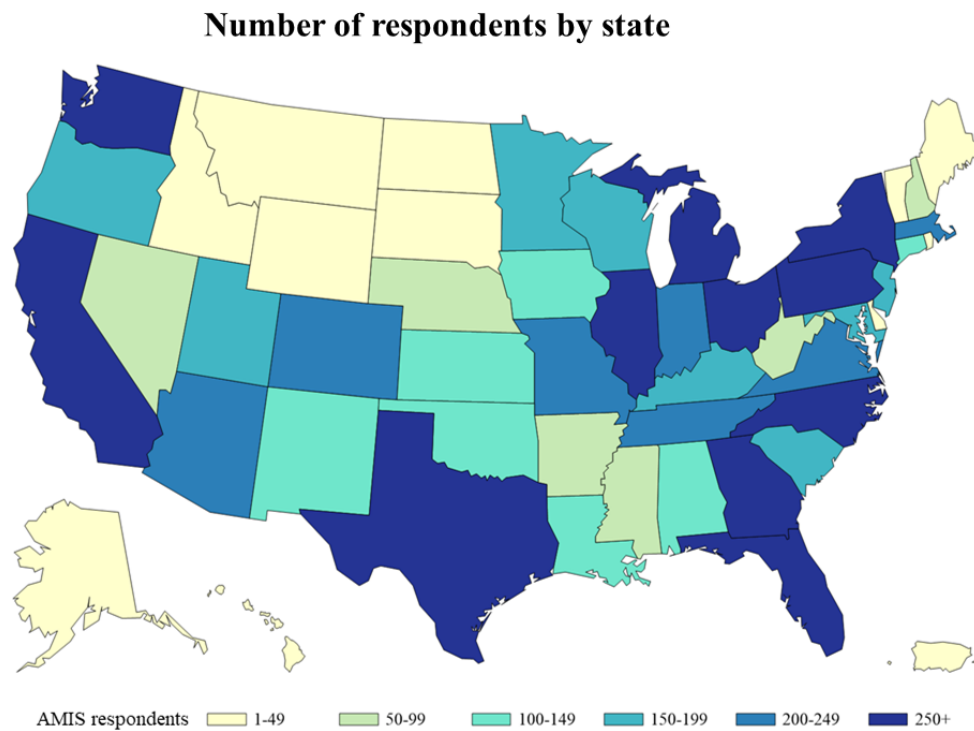 Number of respondents by state
AMIS respondents 1-49 50-99 100-149 150-199 200-249 250+